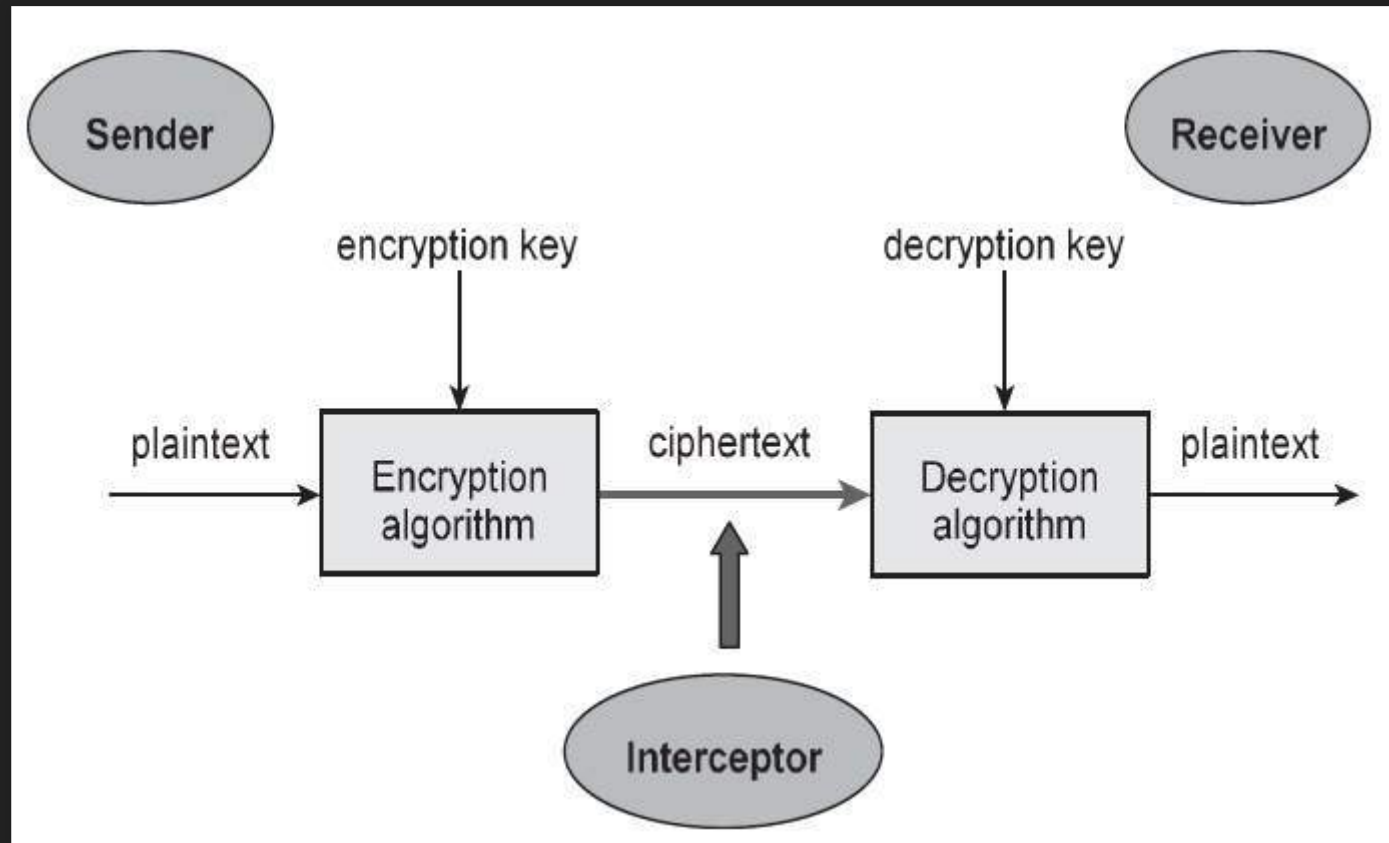 Sender
Receiver
encryption key
decryption key
plaintext
Encryption
algorithm
ciphertext
Decryption
algorithm
plaintext
Interceptor